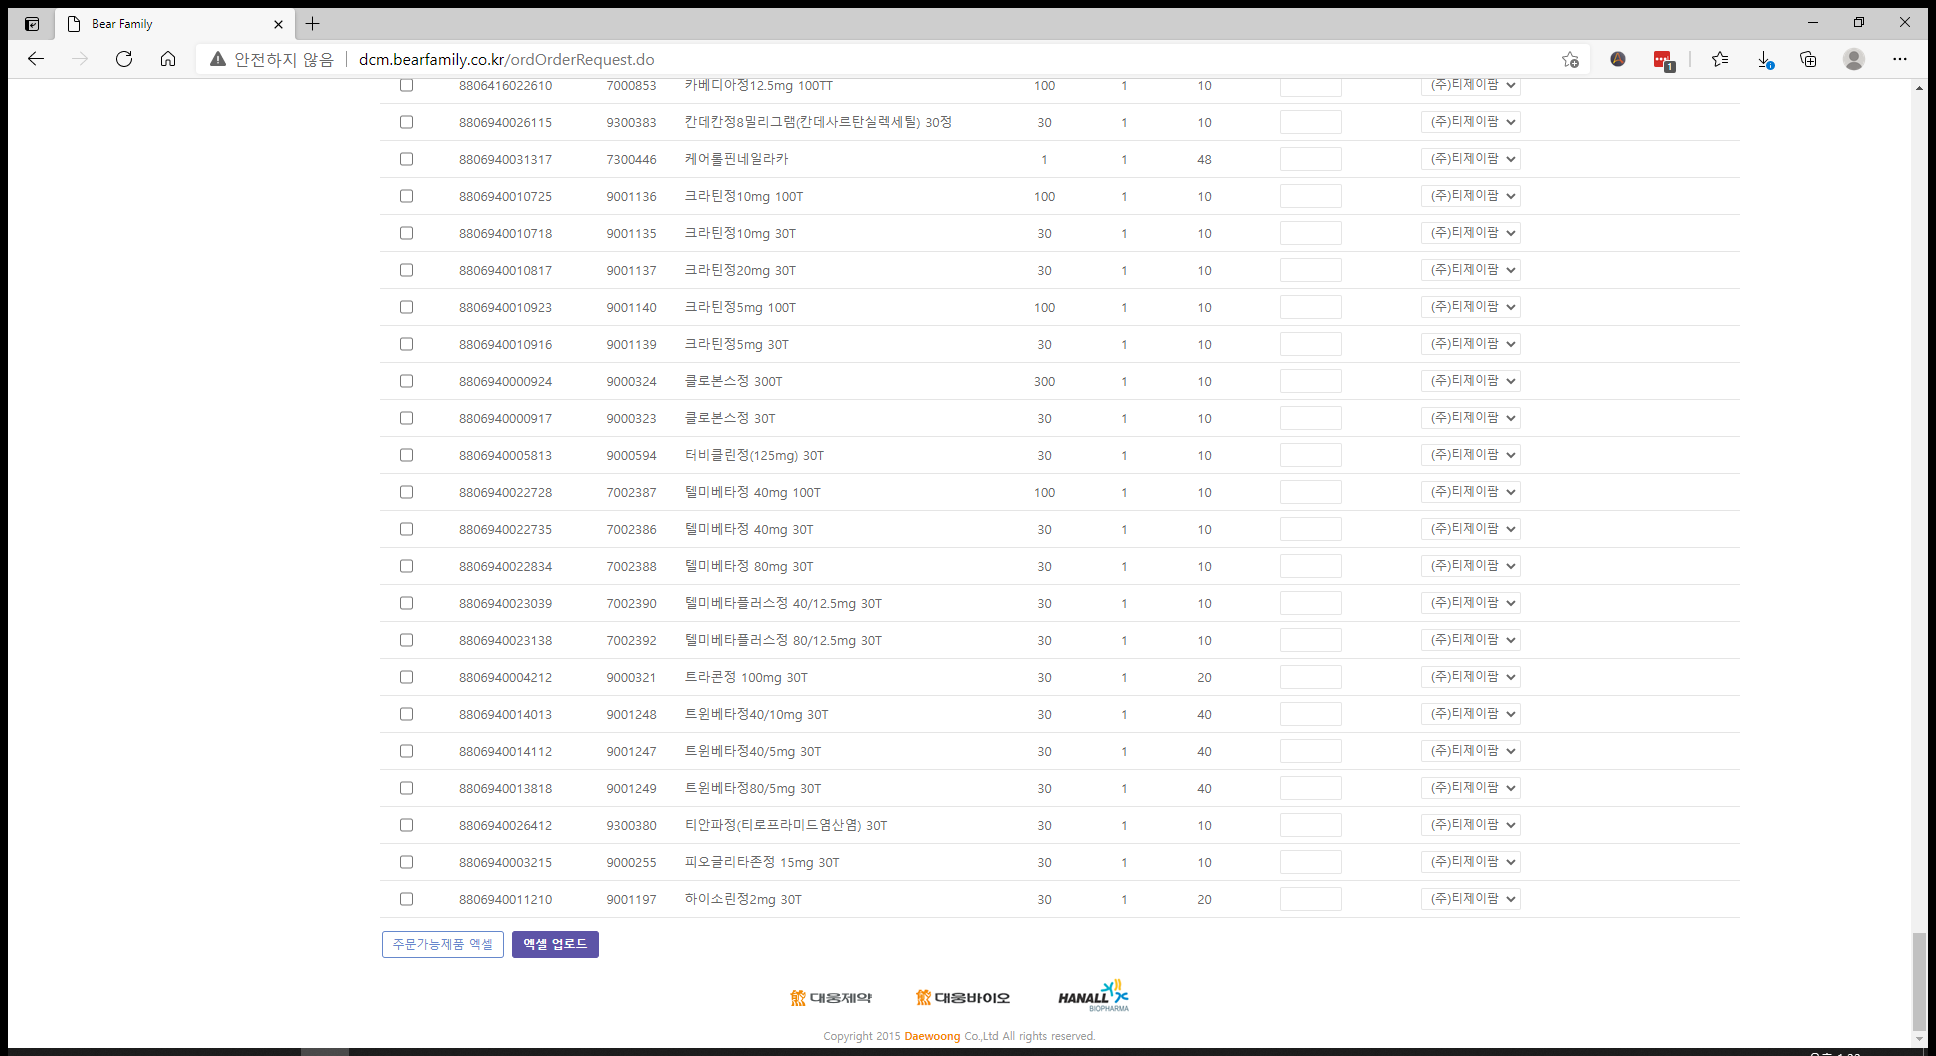 Bear Family
안전하지 않음 dcm.bearfamily.co.kr/ordOrderRequest.do 1
8806416022610 7000853 카베디아정12.5mg 100TT 100 1 10 (주)티제이팜
8806940026115 9300383 칸데칸정8밀리그램(칸데사르탄실렉세틸) 30정 30 1 10 (주)티제이팜
8806940031317 7300446 케어롤핀네일라카 1 1 48 (주)티제이팜
8806940010725 9001136 크라틴정10mg 100T 100 1 10 (주)티제이팜
8806940010718 9001135 크라틴정10mg 30T 30 1 10 (주)티제이팜
8806940010817 9001137 크라틴정20mg 30T 30 1 10 (주)티제이팜
8806940010923 9001140 크라틴정5mg 100T 100 1 10 (주)티제이팜
8806940010916 9001139 크라틴정5mg 30T 30 1 10 (주)티제이팜
8806940000924 9000324 클로본스정 300T 300 1 10 (주)티제이팜
8806940000917 9000323 클로본스정 30T 30 1 10 (주)티제이팜
8806940005813 9000594 터비클린정(125mg) 30T 30 1 10 (주)티제이팜
8806940022728 7002387 텔미베타정 40mg 100T 100 1 10 (주)티제이팜
8806940022735 7002386 텔미베타정 40mg 30T 30 1 10 (주)티제이팜
8806940022834 7002388 텔미베타정 80mg 30T 30 1 10 (주)티제이팜
8806940023039 7002390 텔미베타플러스정 40/12.5mg 30T 30 1 10 (주)티제이팜
8806940023138 7002392 텔미베타플러스정 80/12.5mg 30T 30 1 10 (주)티제이팜
8806940004212 9000321 트라콘정 100mg 30T 30 1 20 (주)티제이팜
8806940014013 9001248 트윈베타정40/10mg 30T 30 1 40 (주)티제이팜
8806940014112 9001247 트윈베타정40/5mg 30T 30 1 40 (주)티제이팜
8806940013818 9001249 트윈베타정80/5mg 30T 30 1 40 (주)티제이팜
8806940026412 9300380 티안파정(티로프라미드염산염) 30T 30 1 10 (주)티제이팜
8806940003215 9000255 피오글리타존정 15mg 30T 30 1 10 (주)티제이팜
8806940011210 9001197 하이소린정2mg 30T 30 1 20 (주)티제이팜
주문가능제품 엑셀 엑셀 업로드
대웅제약 대웅바이오 HANALL
BIOPHARMA
Copyright 2015 Daewoong Co.,Ltd All rights reserved.